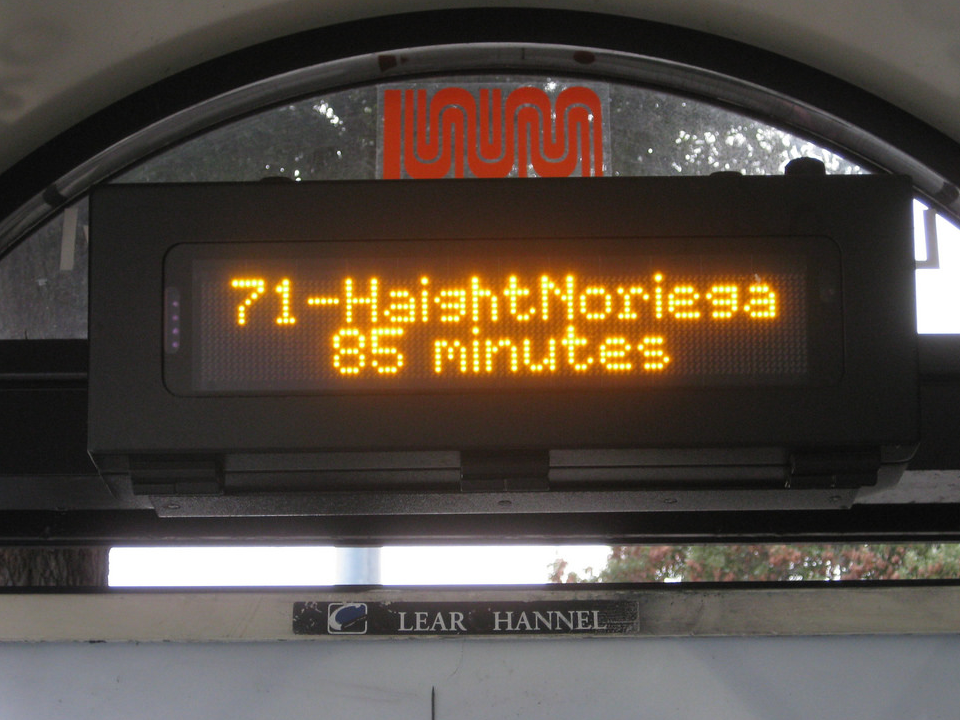 71-HaightNoriega
85 minutes
LEAR HANNEL